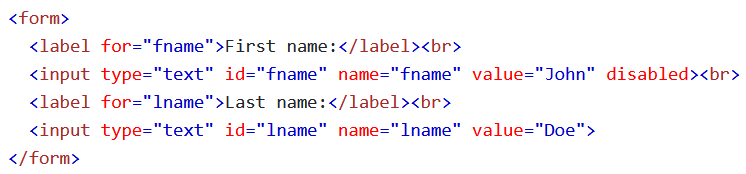 <form>
  <label for="fname">First name:</label><br>
  <input type="text" id="fname" name="fname" value="John" disabled><br>
  <label for="lname">Last name:</label><br>
  <input type="text" id="lname" name="lname" value="Doe">
</form>